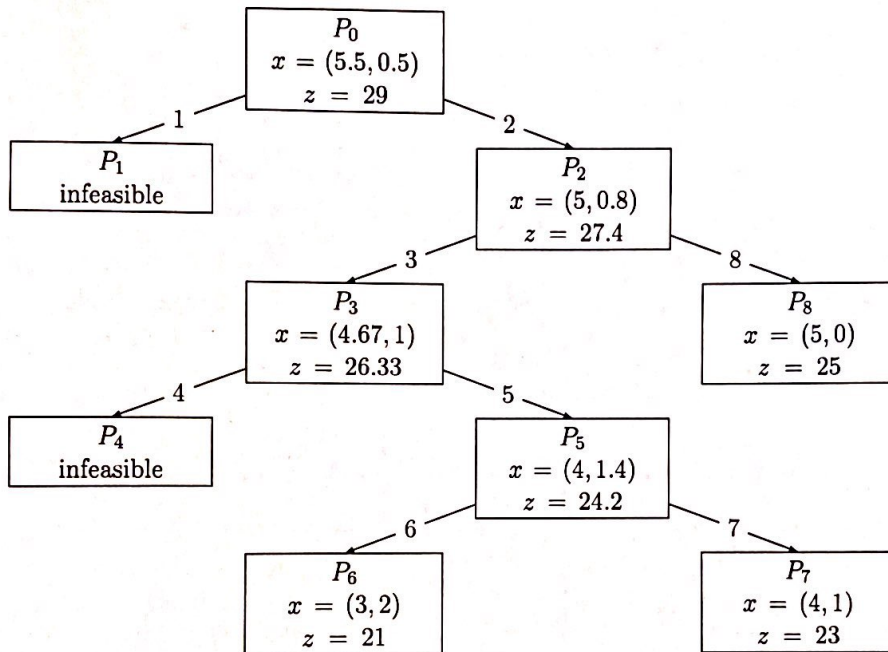 P₀
x = (5.5, 0.5)
z = 29
1
2
P₁
infeasible
P₂
x = (5, 0.8)
z = 27.4
3
8
P₃
x = (4.67, 1)
z = 26.33
P₈
x = (5, 0)
z = 25
4
5
P₄
infeasible
P₅
x = (4, 1.4)
z = 24.2
6
7
P₆
x = (3, 2)
z = 21
P₇
x = (4, 1)
z = 23